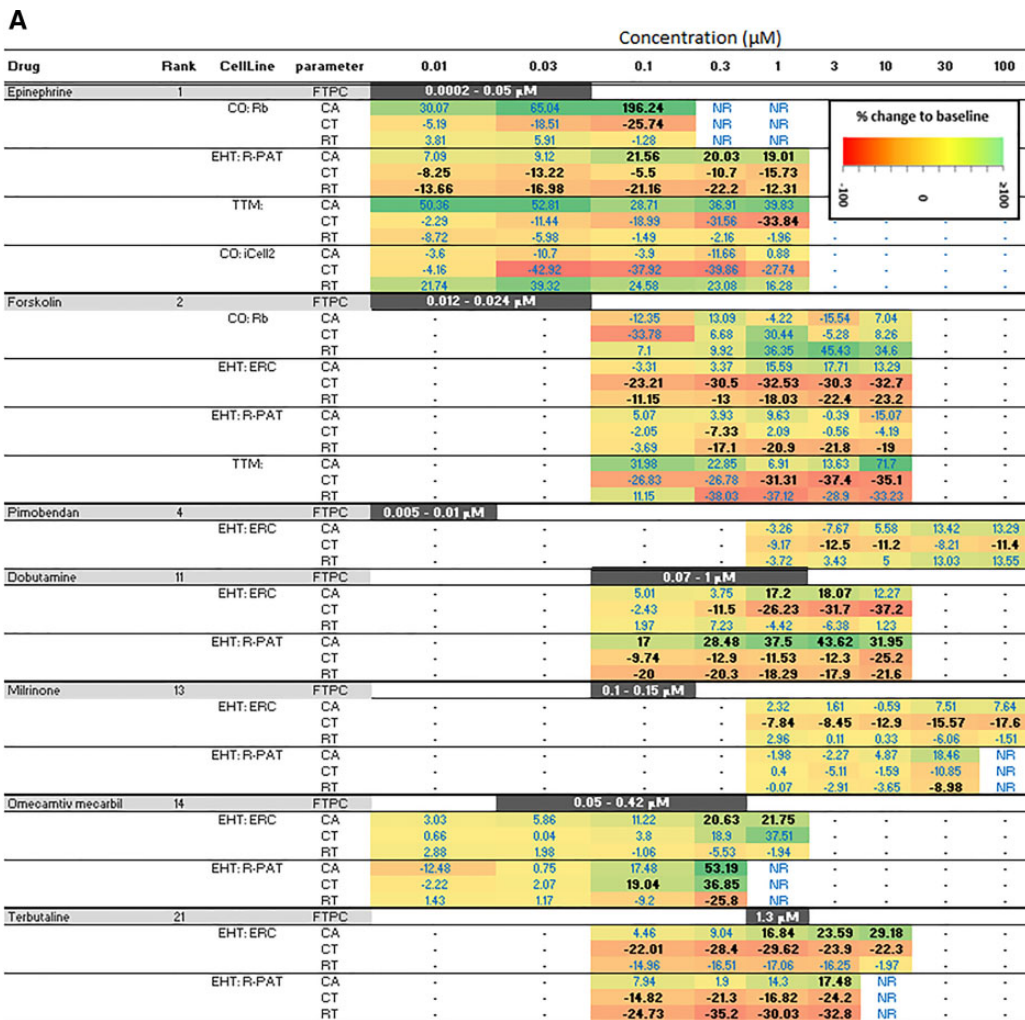 A
Concentration (µM)
Drug Rank CellLine parameter 0.01 0.03 0.1 0.3 1 3 10 30 100
Epinephrine 1 FTPC 0.0002 - 0.05 µM
CO: Rb CA 30.07 65.04 196.24 NR NR
CT -5.19 -18.51 -25.74 NR NR
RT 3.81 5.91 -1.28 NR NR
% change to baseline
-100 0 ≥100
EHT: R-PAT CA 7.09 9.12 21.56 20.03 19.01
CT -8.25 -13.22 -5.5 -10.7 -15.73
RT -13.66 -16.98 -21.16 -22.2 -12.31
TTM: CA 50.36 52.81 28.71 36.91 39.83
CT -2.29 -11.44 -18.99 -31.56 -33.84 - - - -
RT -8.72 -5.98 -1.49 -2.16 -1.96 - - - -
CO: iCell2 CA -3.6 -10.7 -3.9 -11.66 0.88 - - - -
CT -4.16 -42.92 -37.92 -39.86 -27.74 - - - -
RT 21.74 39.32 24.58 23.08 16.28 - - - -
Forskolin 2 FTPC 0.012 - 0.024 µM
CO: Rb CA - - -12.35 13.09 -4.22 -15.54 7.04 - -
CT - - -33.78 6.68 30.44 -5.28 8.26 - -
RT - - 7.1 9.92 36.35 45.43 34.6 - -
EHT: ERC CA - - -3.31 3.37 15.59 17.71 13.29 - -
CT - - -23.21 -30.5 -32.53 -30.3 -32.7 - -
RT - - -11.15 -13 -18.03 -22.4 -23.2 - -
EHT: R-PAT CA - - 5.07 3.93 9.63 -0.39 -15.07 - -
CT - - -2.05 -7.33 2.09 -0.56 -4.19 - -
RT - - -3.69 -17.1 -20.9 -21.8 -19 - -
TTM: CA - - 31.98 22.85 6.91 13.63 71.7 - -
CT - - -26.83 -26.78 -31.31 -37.4 -35.1 - -
RT - - 11.15 -38.03 -37.12 -28.9 -33.23 - -
Pimobendan 4 FTPC 0.005 - 0.01 µM
EHT: ERC CA - - - - -3.26 -7.67 5.58 13.42 13.29
CT - - - - -9.17 -12.5 -11.2 -8.21 -11.4
RT - - - - -3.72 3.43 5 13.03 13.55
Dobutamine 11 FTPC 0.07 - 1 µM
EHT: ERC CA - - 5.01 3.75 17.2 18.07 12.27 - -
CT - - -2.43 -11.5 -26.23 -31.7 -37.2 - -
RT - - 1.97 7.23 -4.42 -6.38 1.23 - -
EHT: R-PAT CA - - 17 28.48 37.5 43.62 31.95 - -
CT - - -9.74 -12.9 -11.53 -12.3 -25.2 - -
RT - - -20 -20.3 -18.29 -17.9 -21.6 - -
Milrinone 13 FTPC 0.1 - 0.15 µM
EHT: ERC CA - - - - 2.32 1.61 -0.59 7.51 7.64
CT - - - - -7.84 -8.45 -12.9 -15.57 -17.6
RT - - - - 2.96 0.11 0.33 -6.06 -1.51
EHT: R-PAT CA - - - - -1.98 -2.27 4.87 18.46 NR
CT - - - - 0.4 -5.11 -1.59 -10.85 NR
RT - - - - -0.07 -2.91 -3.65 -8.98 NR
Omecamtiv mecarbil 14 FTPC 0.05 - 0.42 µM
EHT: ERC CA 3.03 5.86 11.22 20.63 21.75 - - - -
CT 0.66 0.04 3.8 18.9 37.51 - - - -
RT 2.88 1.98 -1.06 -5.53 -1.94 - - - -
EHT: R-PAT CA -12.48 0.75 17.48 53.19 NR - - - -
CT -2.22 2.07 19.04 36.85 NR - - - -
RT 1.43 1.17 -9.2 -25.8 NR - - - -
Terbutaline 21 FTPC 1.3 µM
EHT: ERC CA - - 4.46 9.04 16.84 23.59 29.18 - -
CT - - -22.01 -28.4 -29.62 -23.9 -22.3 - -
RT - - -14.96 -16.51 -17.06 -16.25 -1.97 - -
EHT: R-PAT CA - - 7.94 1.9 14.3 17.48 NR - -
CT - - -14.82 -21.3 -16.82 -24.2 NR - -
RT - - -24.73 -35.2 -30.03 -32.8 NR - -